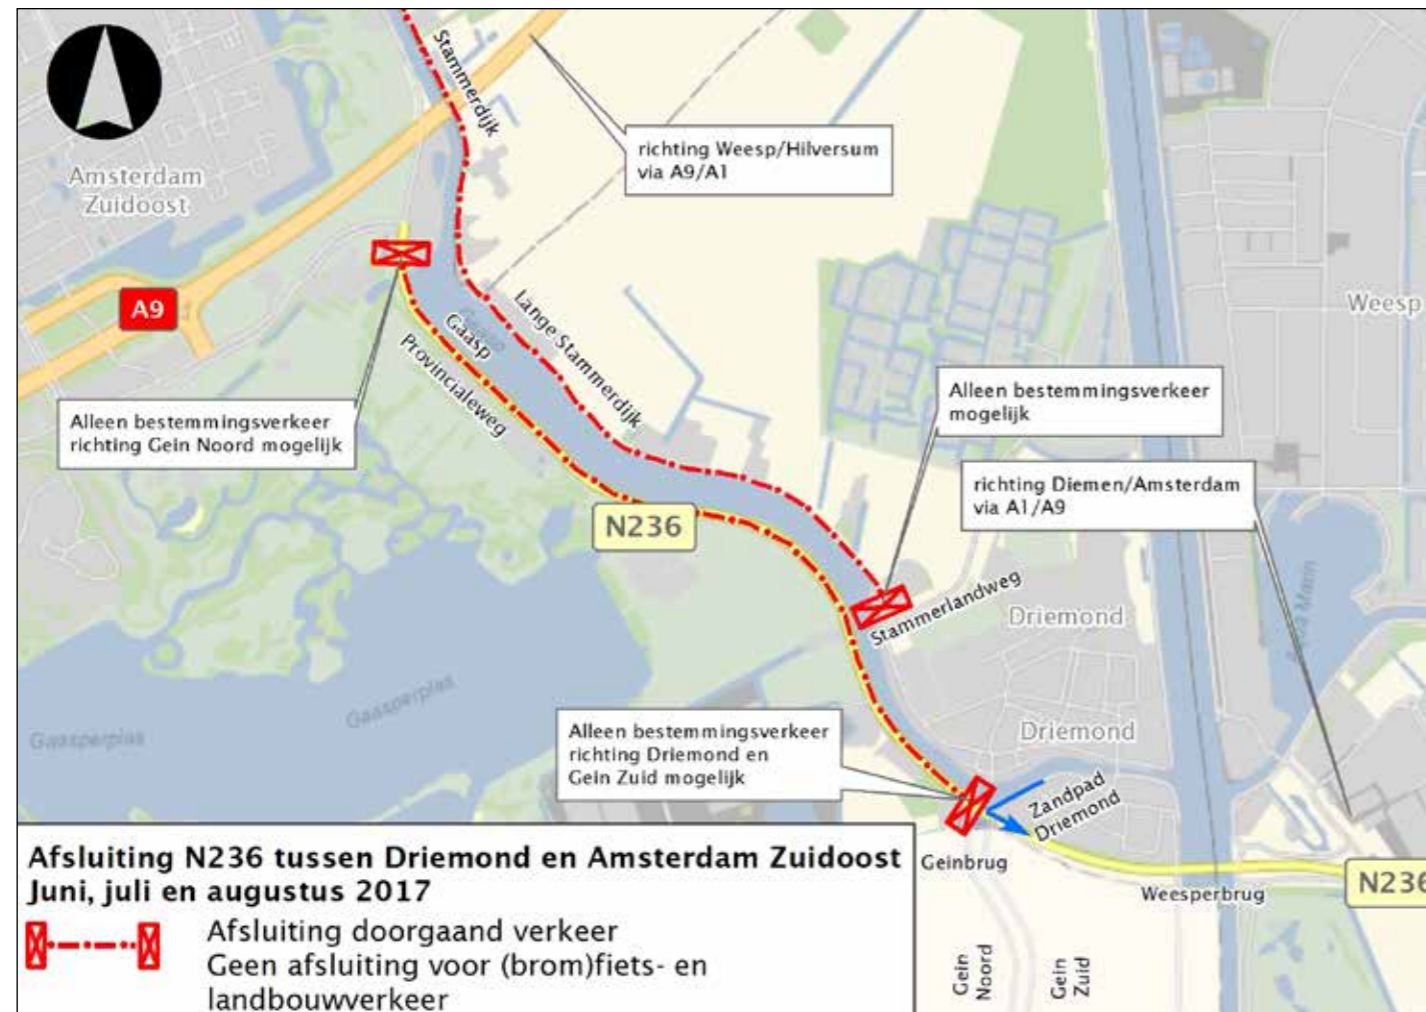 Stammerdijk
richting Weesp/Hilversum
via A9/A1
Amsterdam
Zuidoost
A9
Weesp
Lange Stammerdijk
Gaasp
Provincialeweg
Alleen bestemmingsverkeer
richting Gein Noord mogelijk
Alleen bestemmingsverkeer
mogelijk
richting Diemen/Amsterdam
via A1/A9
N236
Stammerlandweg
Driemond
Gaasperplas
Gaasperplas
Alleen bestemmingsverkeer
richting Driemond en
Gein Zuid mogelijk
Driemond
Zandpad
Driemond
Geinbrug
Weesperbrug
N236
Gein
Noord
Gein
Zuid
Afsluiting N236 tussen Driemond en Amsterdam Zuidoost
Juni, juli en augustus 2017
Afsluiting doorgaand verkeer
Geen afsluiting voor (brom)fiets- en
landbouwverkeer